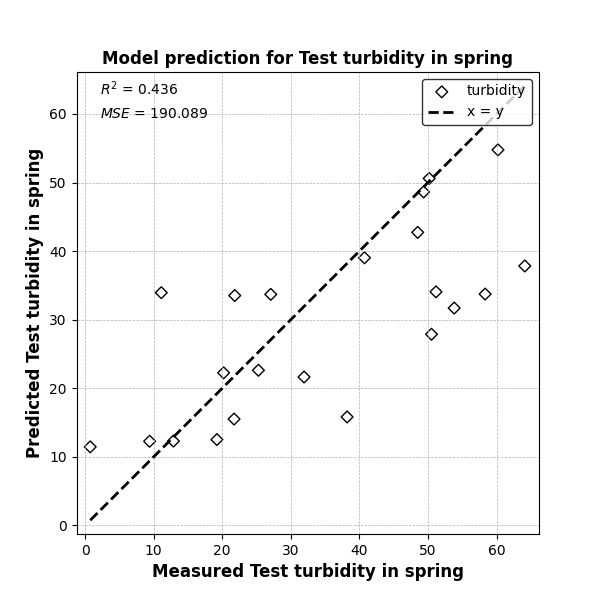 Model prediction for Test turbidity in spring
R² = 0.436
MSE = 190.089
turbidity
x = y
60
50
40
30
20
10
0
Predicted Test turbidity in spring
0 10 20 30 40 50 60
Measured Test turbidity in spring